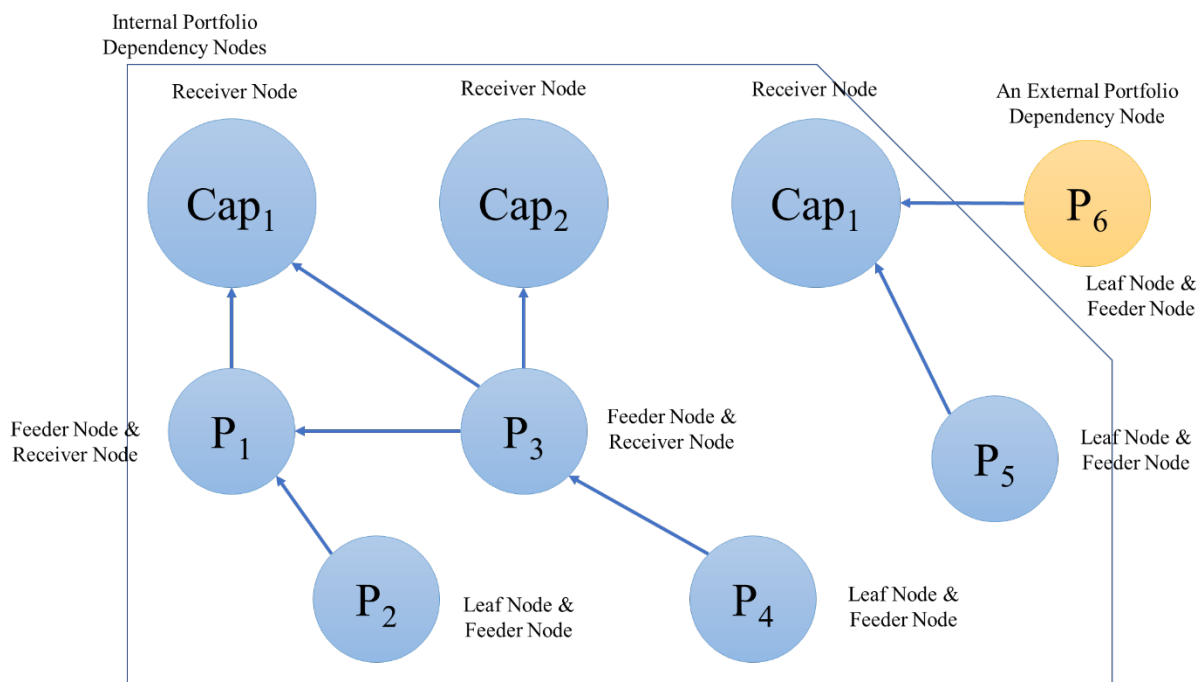 Internal Portfolio
Dependency Nodes
Receiver Node
Receiver Node
Receiver Node
An External Portfolio
Dependency Node
Cap₁
Cap₂
Cap₁
P₆
Leaf Node &
Feeder Node
Feeder Node &
Receiver Node
P₁
P₃
Feeder Node &
Receiver Node
P₅
Leaf Node &
Feeder Node
P₂
Leaf Node &
Feeder Node
P₄
Leaf Node &
Feeder Node